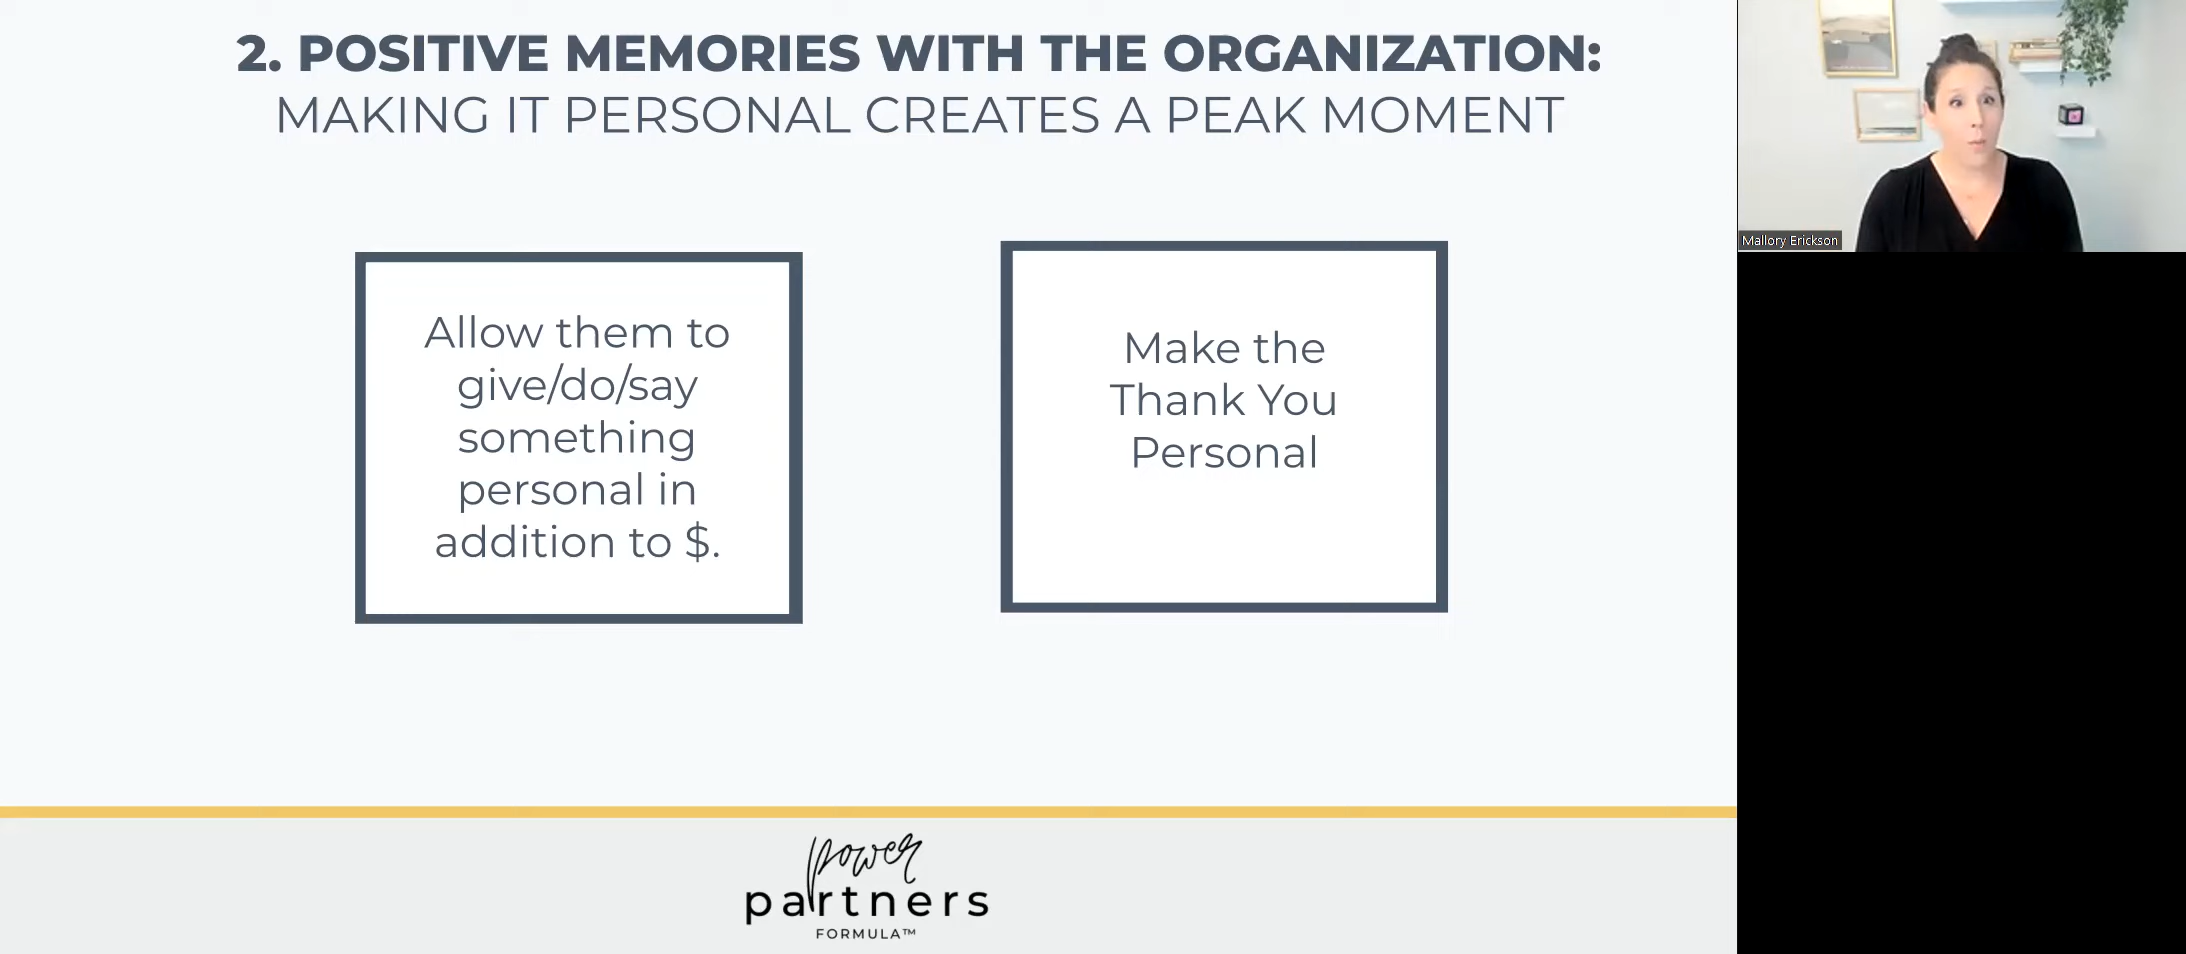 2. POSITIVE MEMORIES WITH THE ORGANIZATION:
MAKING IT PERSONAL CREATES A PEAK MOMENT
Allow them to
give/do/say
something
personal in
addition to $.
Make the
Thank You
Personal
power
partners
FORMULA™
Mallory Erickson